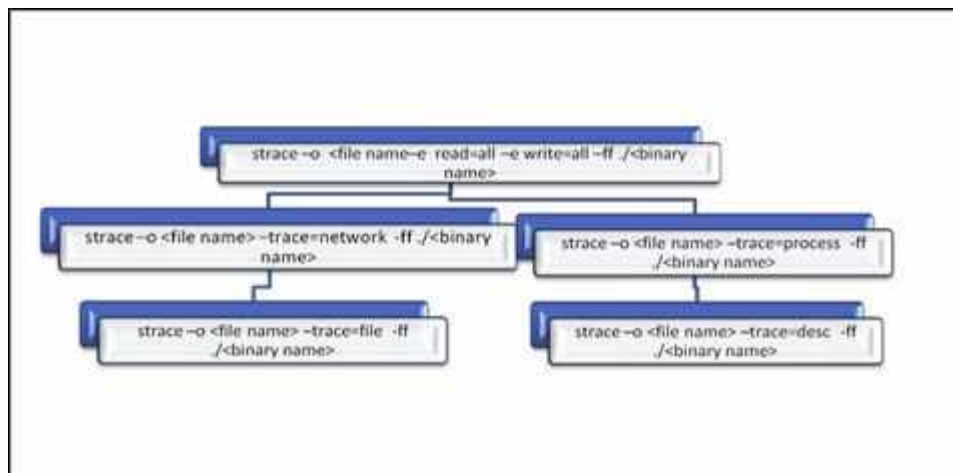 strace –o <file name–e read=all –e write=all –ff ./<binary
name>
strace –o <file name> –trace=network -ff ./<binary
name>
strace –o <file name> –trace=process -ff
./<binary name>
strace –o <file name> –trace=file -ff
./<binary name>
strace –o <file name> –trace=desc -ff
./<binary name>